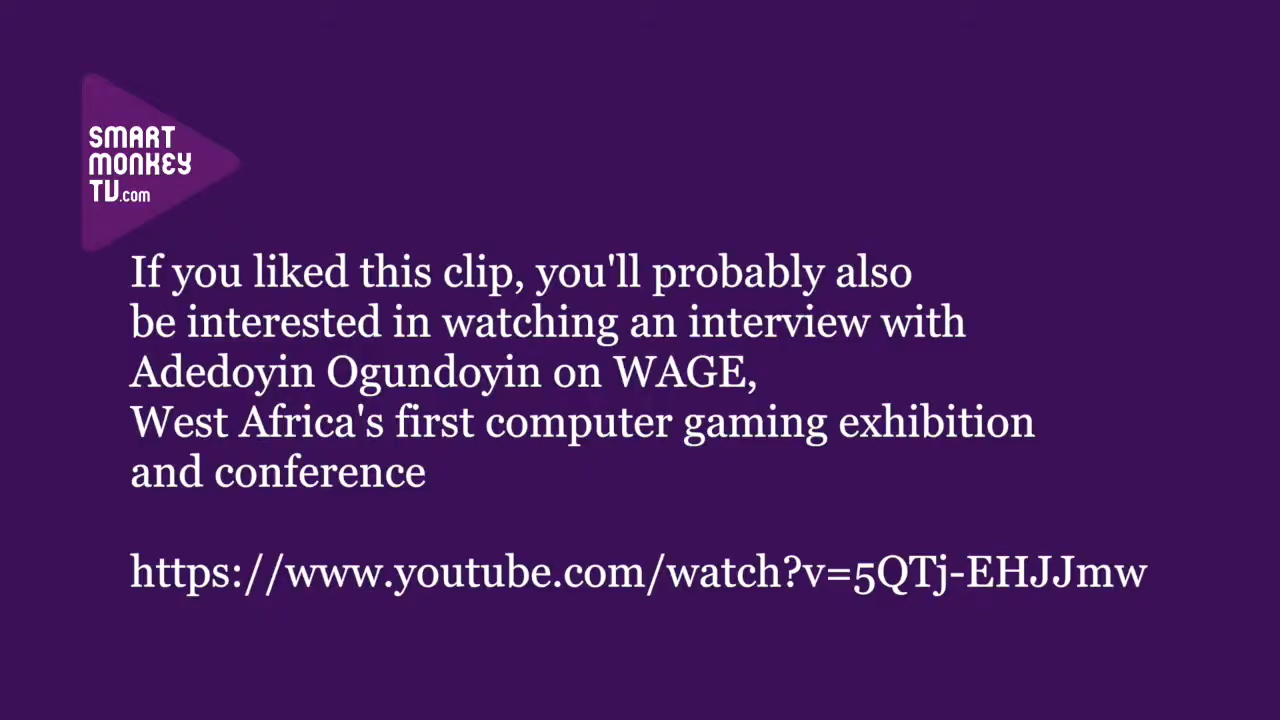 SMART
MONKEY
TV.com
If you liked this clip, you'll probably also
be interested in watching an interview with
Adedoyin Ogundoyin on WAGE,
West Africa's first computer gaming exhibition
and conference
https://www.youtube.com/watch?v=5QTj-EHJJmw